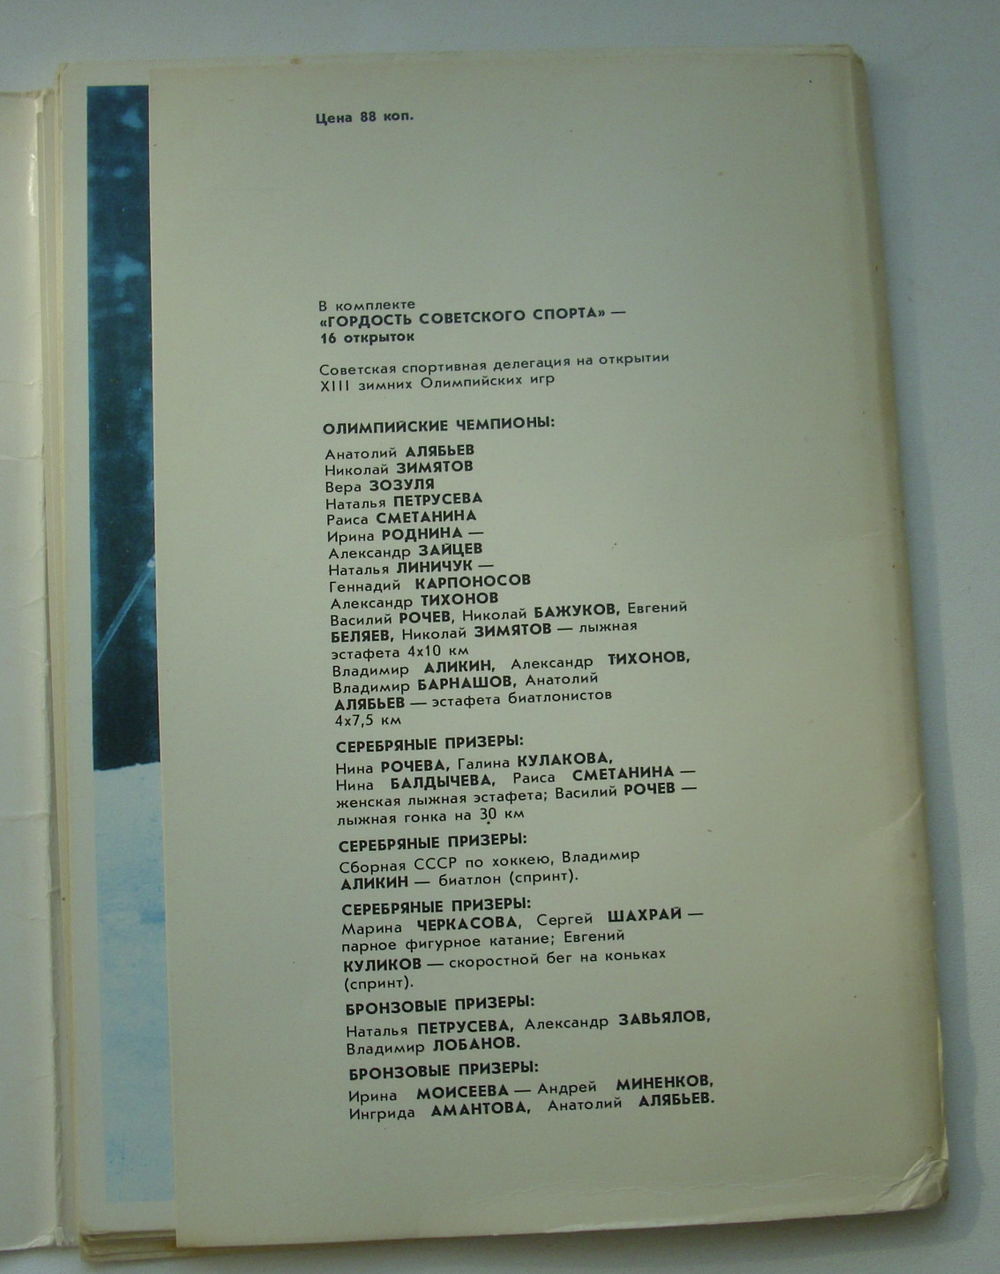 Цена 88 коп.
В комплекте
«ГОРДОСТЬ СОВЕТСКОГО СПОРТА» —
16 открыток
Советская спортивная делегация на открытии
XIII зимних Олимпийских игр
ОЛИМПИЙСКИЕ ЧЕМПИОНЫ:
Анатолий АЛЯБЬЕВ
Николай ЗИМЯТОВ
Вера ЗОЗУЛЯ
Наталья ПЕТРУСЕВА
Раиса СМЕТАНИНА
Ирина РОДНИНА —
Александр ЗАЙЦЕВ
Наталья ЛИНИЧУК —
Геннадий КАРПОНОСОВ
Александр ТИХОНОВ
Василий РОЧЕВ, Николай БАЖУКОВ, Евгений
БЕЛЯЕВ, Николай ЗИМЯТОВ — лыжная
эстафета 4х10 км
Владимир АЛИКИН, Александр ТИХОНОВ,
Владимир БАРНАШОВ, Анатолий
АЛЯБЬЕВ — эстафета биатлонистов
4х7,5 км
СЕРЕБРЯНЫЕ ПРИЗЕРЫ:
Нина РОЧЕВА, Галина КУЛАКОВА,
Нина БАЛДЫЧЕВА, Раиса СМЕТАНИНА —
женская лыжная эстафета; Василий РОЧЕВ —
лыжная гонка на 30 км
СЕРЕБРЯНЫЕ ПРИЗЕРЫ:
Сборная СССР по хоккею, Владимир
АЛИКИН — биатлон (спринт).
СЕРЕБРЯНЫЕ ПРИЗЕРЫ:
Марина ЧЕРКАСОВА, Сергей ШАХРАЙ —
парное фигурное катание; Евгений
КУЛИКОВ — скоростной бег на коньках
(спринт).
БРОНЗОВЫЕ ПРИЗЕРЫ:
Наталья ПЕТРУСЕВА, Александр ЗАВЬЯЛОВ,
Владимир ЛОБАНОВ.
БРОНЗОВЫЕ ПРИЗЕРЫ:
Ирина МОИСЕЕВА — Андрей МИНЕНКОВ,
Ингрида АМАНТОВА, Анатолий АЛЯБЬЕВ.